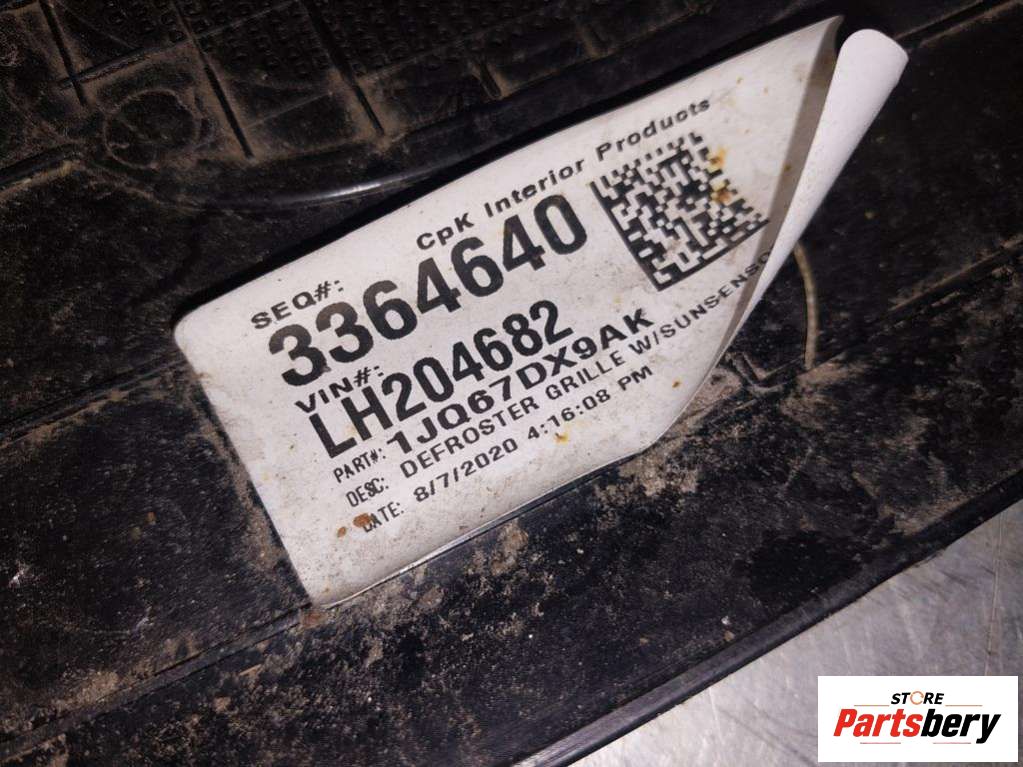 CpK Interior Products
SEQ#:
3364640
VIN#:
LH204682
PART#: 1JQ67DX9AK
DESC: DEFROSTER GRILLE W/SUNSENSO
DATE: 8/7/2020 4:16:08 PM
STORE
Partsbery